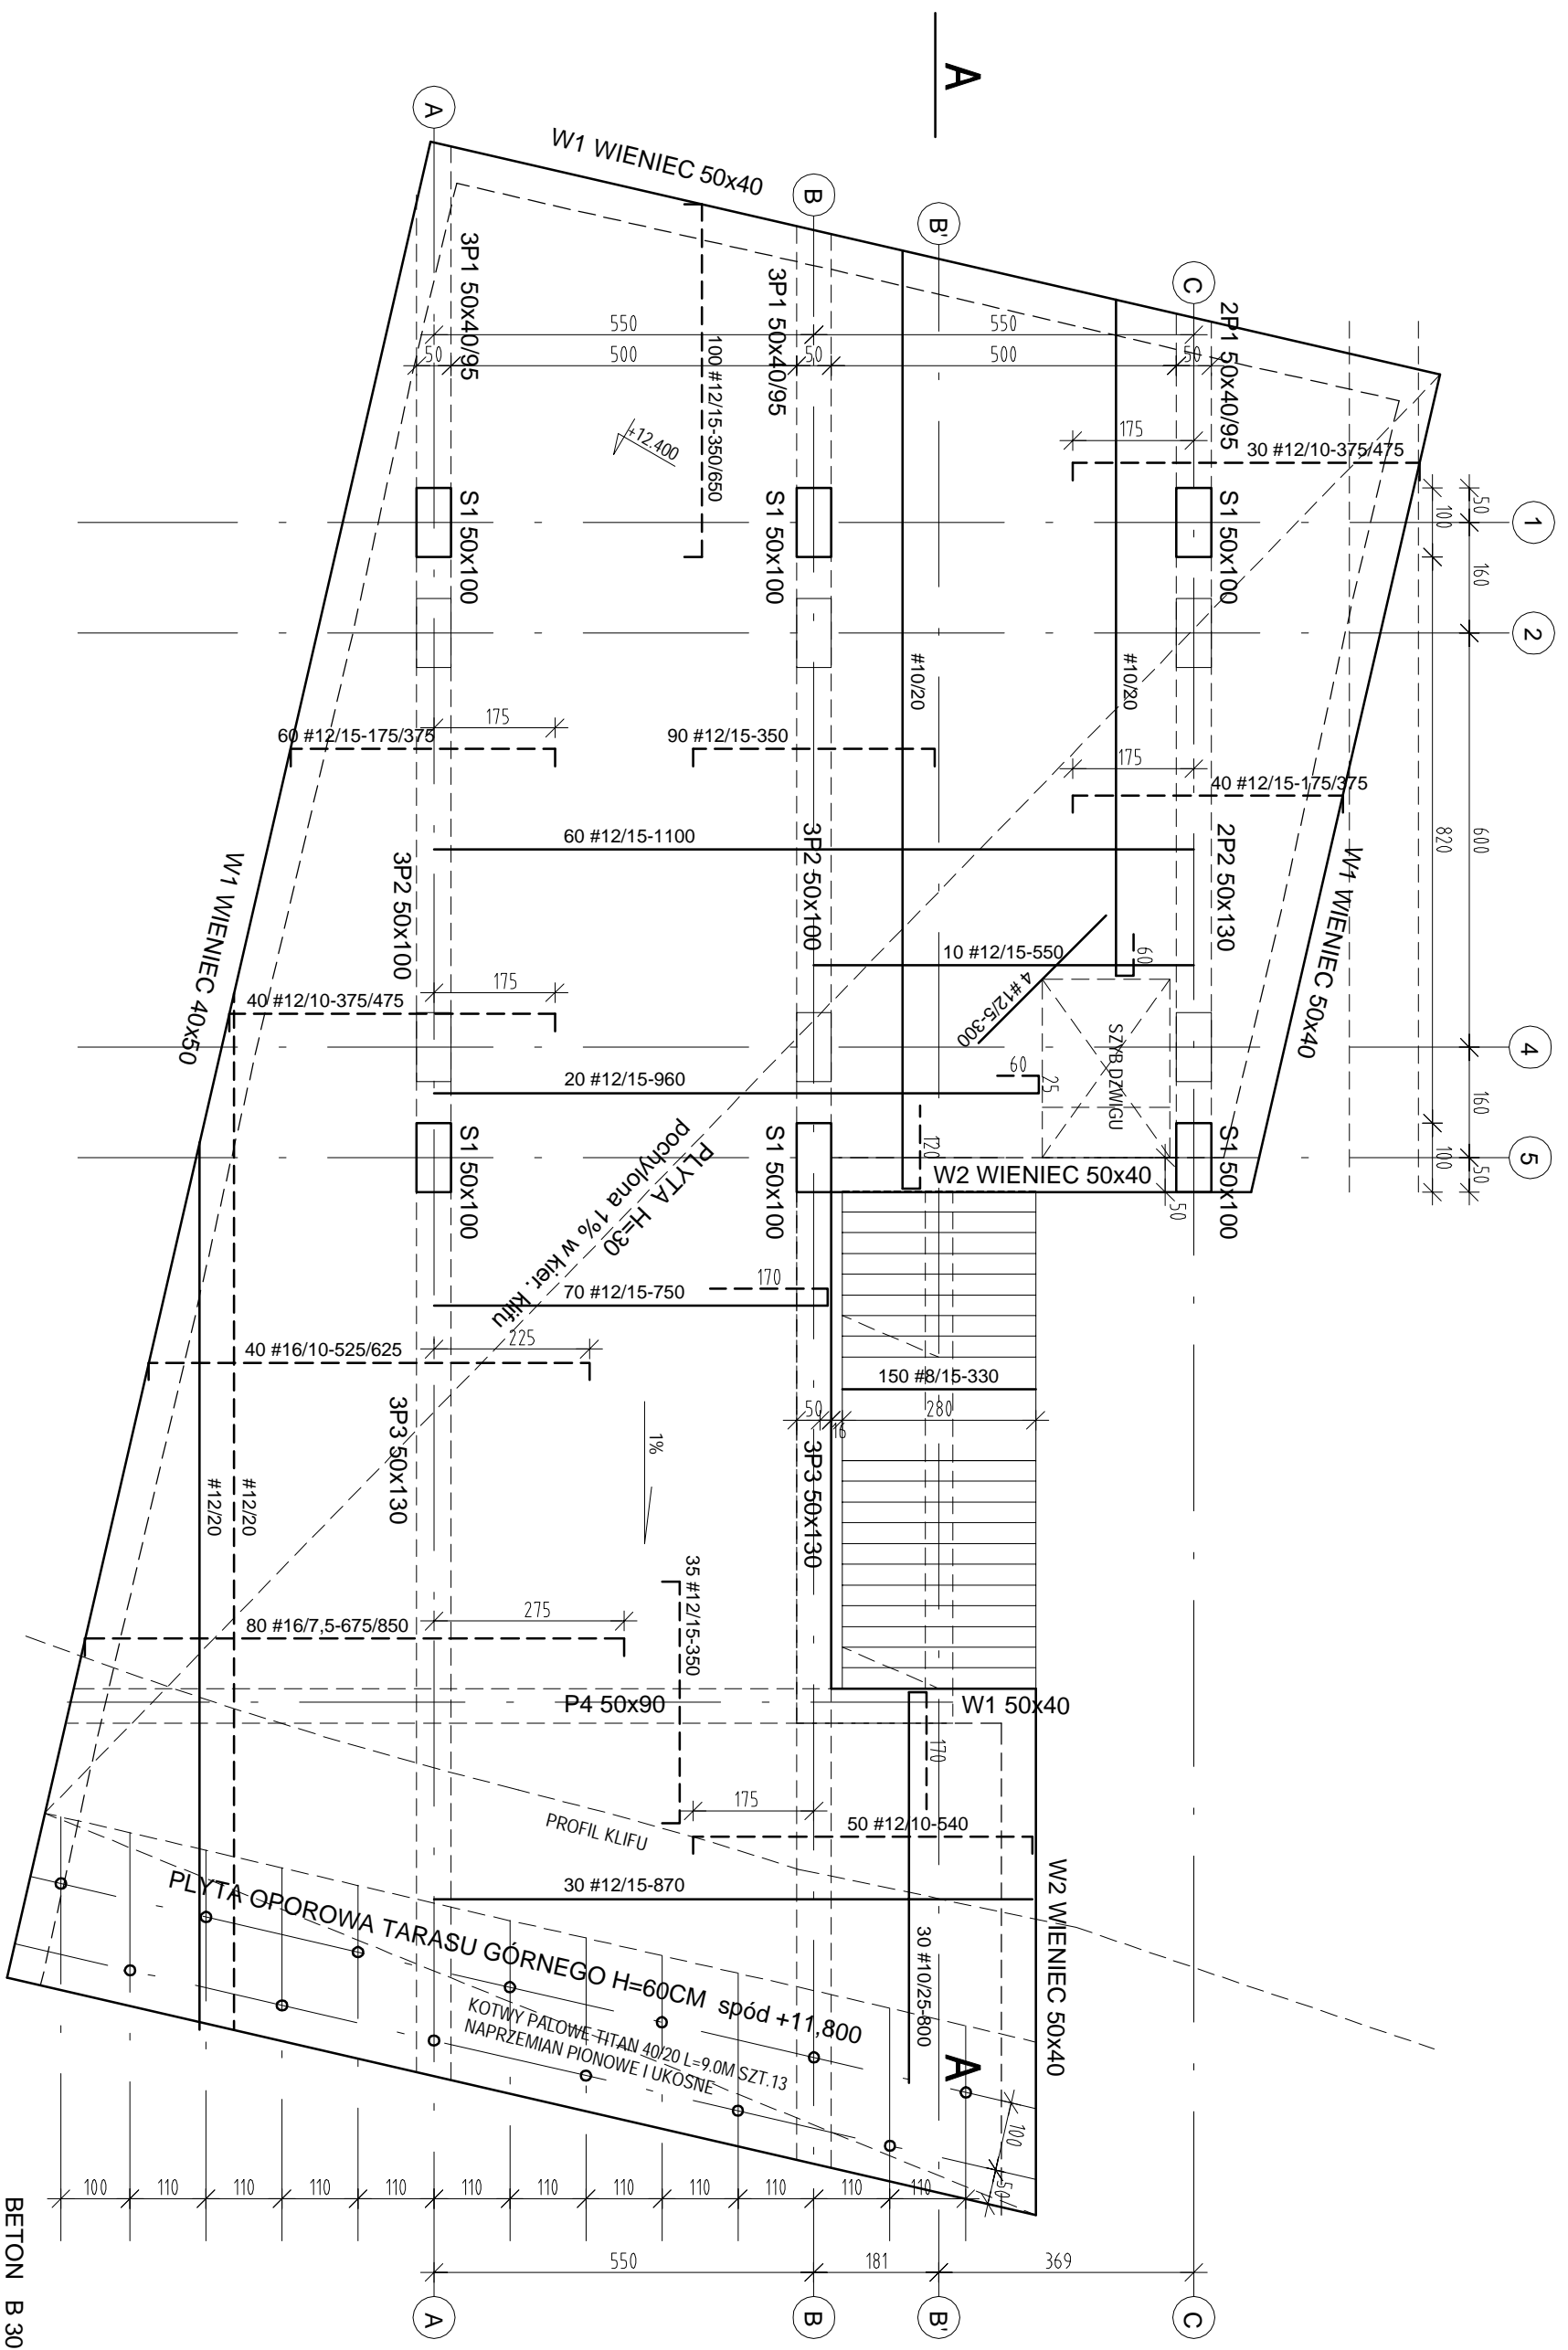 A
A
W1 WIENIEC 50x40
B
B'
C
1
2
4
5
3P1 50x40/95
3P1 50x40/95
2P1 50x40/95
550
550
50
500
50
500
50
100 #12/15-350/650
+12.400
175
30 #12/10-375/475
50
100
160
600
820
160
50
100
S1 50x100
S1 50x100
S1 50x100
#10/20
#10/20
175
60 #12/15-175/375
90 #12/15-350
175
40 #12/15-175/375
60 #12/15-1100
3P2 50x100
3P2 50x100
2P2 50x130
W1 WIENIEC 40x50
W1 WIENIEC 50x40
10 #12/15-550
60
4 #12/5-300
SZYB DZWIGU
175
40 #12/10-375/475
20 #12/15-960
60
25
S1 50x100
S1 50x100
S1 50x100
120
W2 WIENIEC 50x40
50
PLYTA H=30
pochylona 1% w kier. klifu
170
70 #12/15-750
225
40 #16/10-525/625
150 #8/15-330
50
16
280
3P3 50x130
3P3 50x130
1%
#12/20
#12/20
35 #12/15-350
275
80 #16/7,5-675/850
P4 50x90
W1 50x40
170
175
PROFIL KLIFU
50 #12/10-540
30 #12/15-870
30 #10/25-800
W2 WIENIEC 50x40
PLYTA OPOROWA TARASU GÓRNEGO H=60CM spód +11,800
KOTWY PALOWE TITAN 40/20 L=9.0M SZT.13
NAPRZEMIAN PIONOWE I UKOSNE
A
100
50
100
110
110
110
110
110
110
110
110
110
110
110
550
181
369
A
B
B'
C
BETON B 30